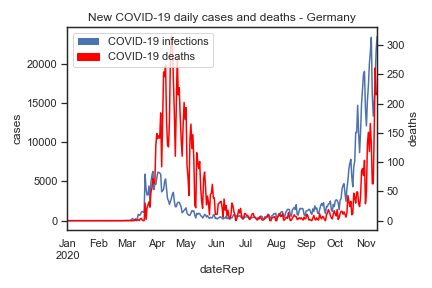 New COVID-19 daily cases and deaths - Germany
COVID-19 infections
COVID-19 deaths
20000
15000
10000
5000
0
cases
300
250
200
150
100
50
0
deaths
Jan Feb Mar Apr May Jun Jul Aug Sep Oct Nov
2020
dateRep